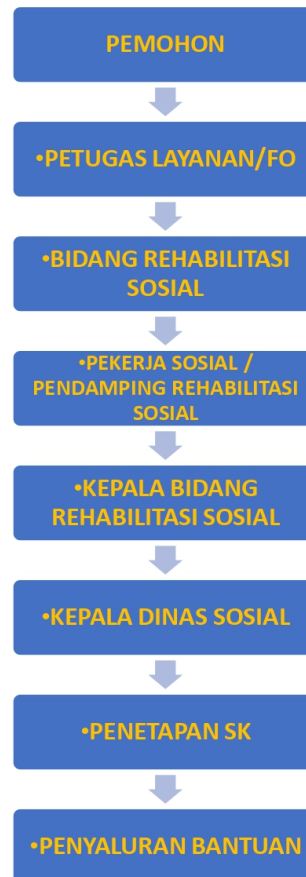 PEMOHON
•PETUGAS LAYANAN/FO
•BIDANG REHABILITASI
SOSIAL
•PEKERJA SOSIAL /
PENDAMPING REHABILITASI
SOSIAL
•KEPALA BIDANG
REHABILITASI SOSIAL
•KEPALA DINAS SOSIAL
•PENETAPAN SK
•PENYALURAN BANTUAN